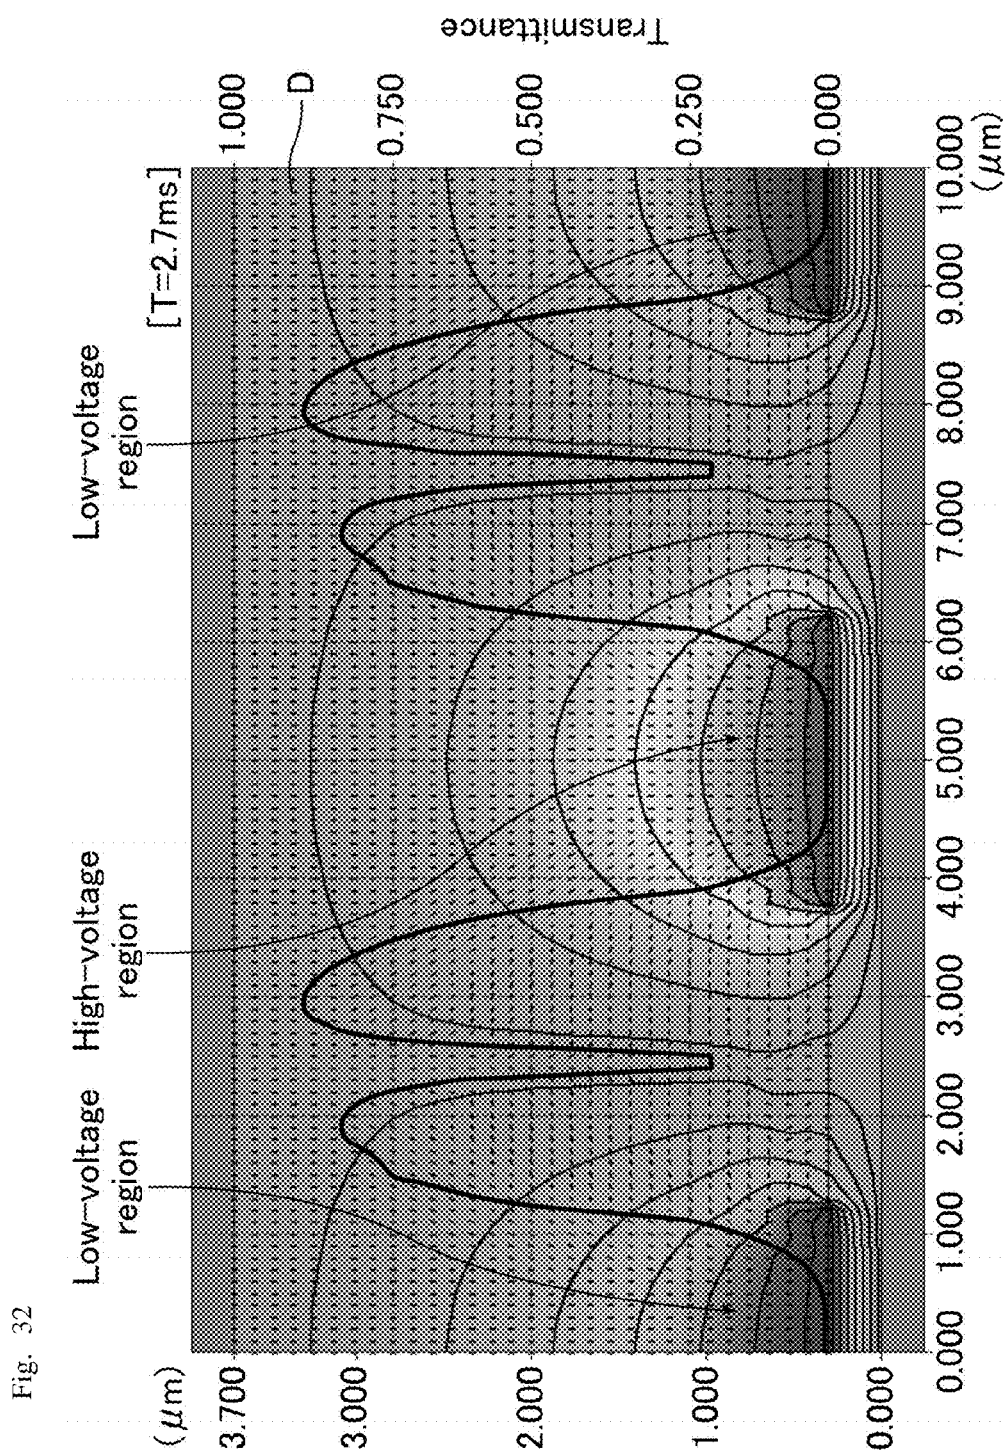 Fig. 32
Low-voltage
region
High-voltage
region
Low-voltage
region
(μm)
[T=2.7ms]
D
3.700
3.000
2.000
1.000
0.000
1.000
0.750
0.500
0.250
0.000
Transmittance
0.000
1.000
2.000
3.000
4.000
5.000
6.000
7.000
8.000
9.000
10.000
(μm)